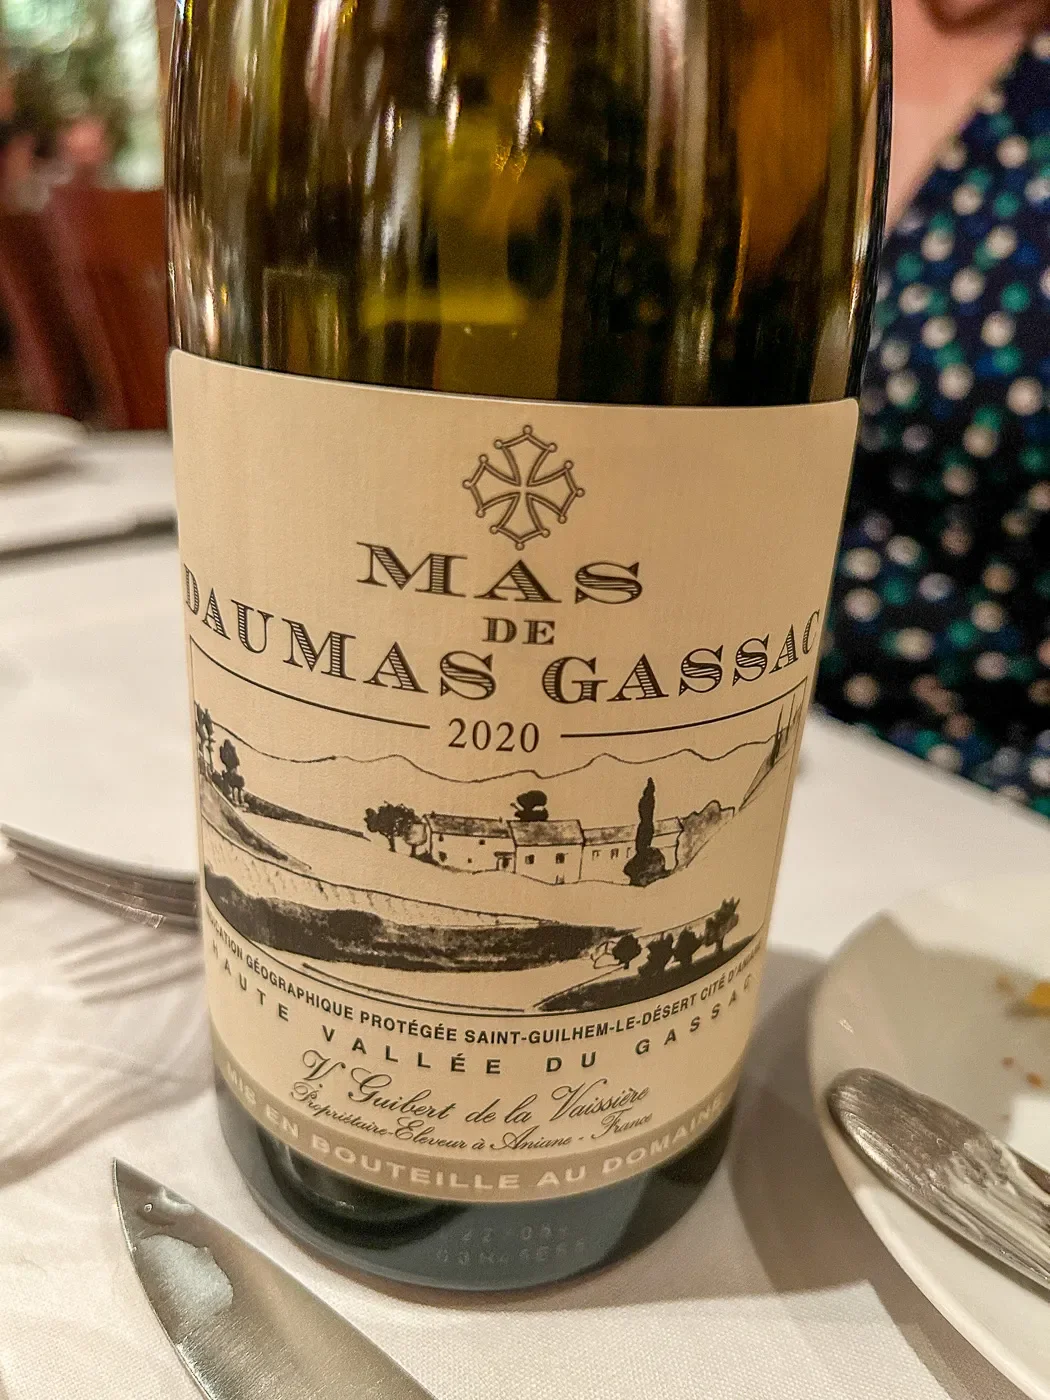 MAS
DE
DAUMAS GASSAC
2020
GÉOGRAPHIQUE PROTÉGÉE SAINT-GUILHEM-LE-DÉSERT CITÉ
HAUTE VALLÉE DU GASSAC
V. Guibert de la Vaissière
Propriétaire-Eleveur à Aniane - France
MIS EN BOUTEILLE AU DOMAINE